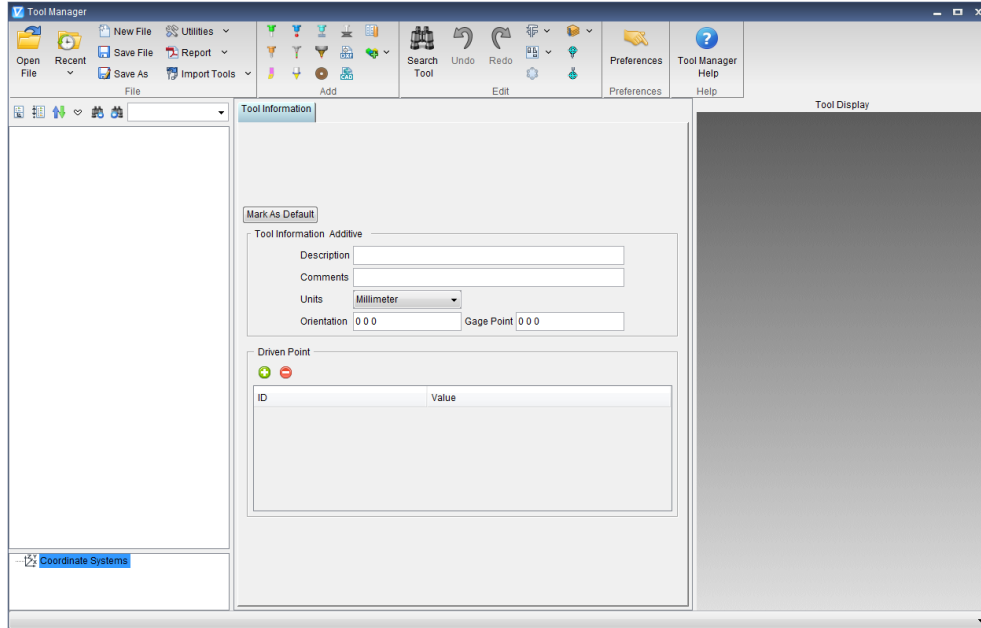 Tool Manager
New File
Utilities
Save File
Report
Open File
Recent
Save As
Import Tools
Search Tool
Undo
Redo
Preferences
Tool Manager Help
File
Add
Edit
Preferences
Help
Tool Information
Tool Display
Mark As Default
Tool Information Additive
Description
Comments
Units Millimeter
Orientation 0 0 0 Gage Point 0 0 0
Driven Point
ID Value
Coordinate Systems